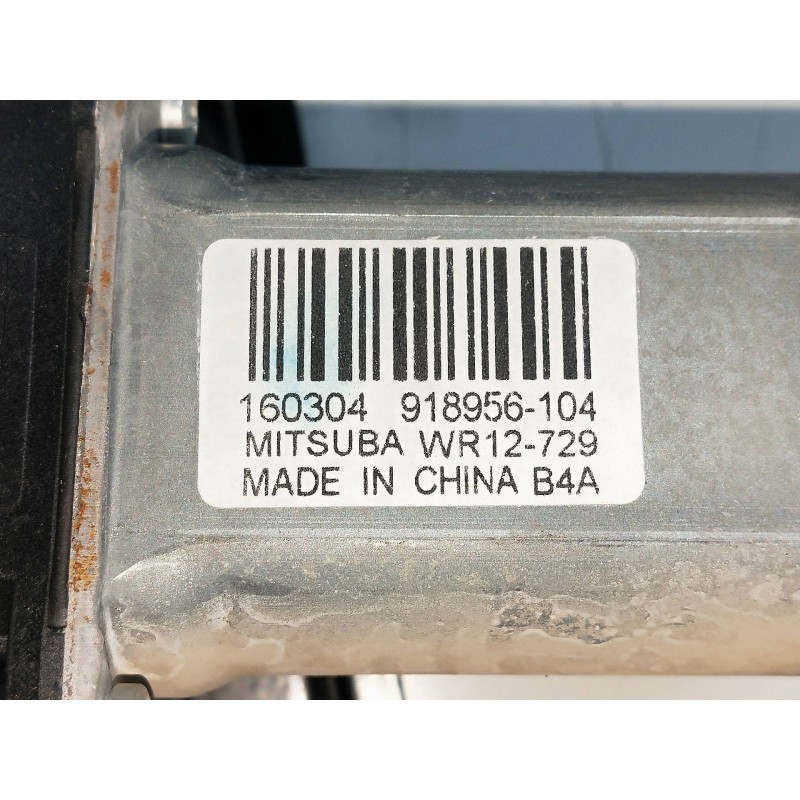 160304 918956-104
MITSUBA WR12-729
MADE IN CHINA B4A